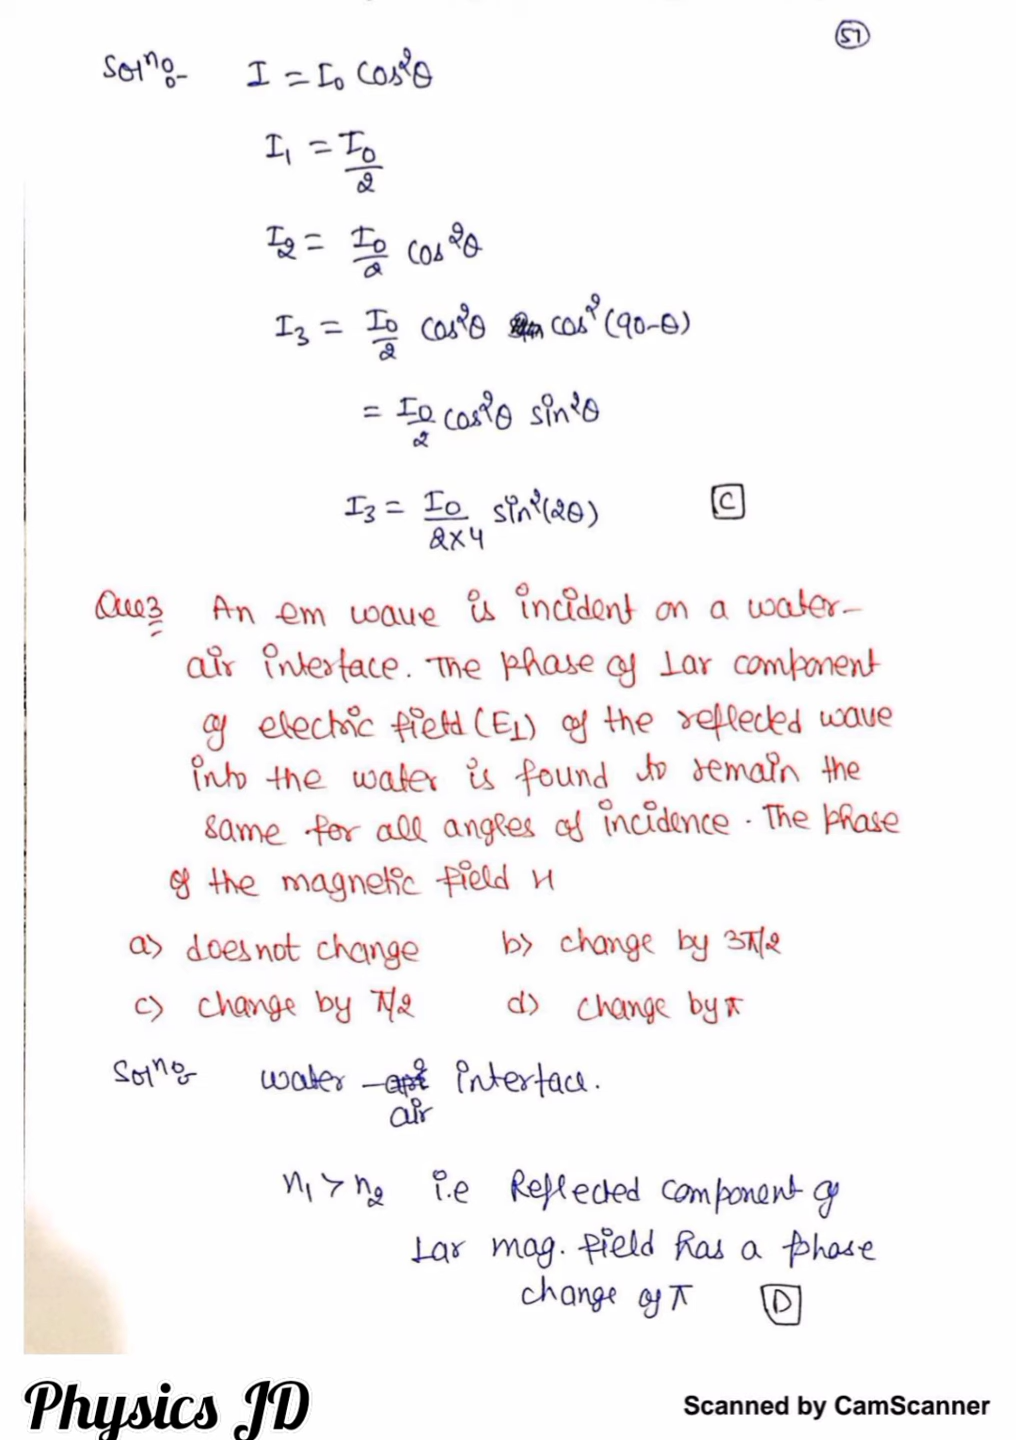 57
Solno:- I = I₀ cos²θ
I₁ = I₀/2
I₂ = I₀/2 cos²θ
I₃ = I₀/2 cos²θ cos²(90-θ)
= I₀/2 cos²θ sin²θ
I₃ = I₀/2×4 sin²(2θ) C
Que3 An em wave is incident on a water-
air interface. The phase of ⊥ar component
of electric field (E⊥) of the reflected wave
into the water is found to remain the
same for all angles of incidence. The phase
of the magnetic field H
a) does not change b) change by 3π/2
c) change by π/2 d) change by π
Solno:- water - interface.
air
n₁ > n₂ i.e Reflected component of
⊥ar mag. field has a phase
change of π D
Physics JD
Scanned by CamScanner